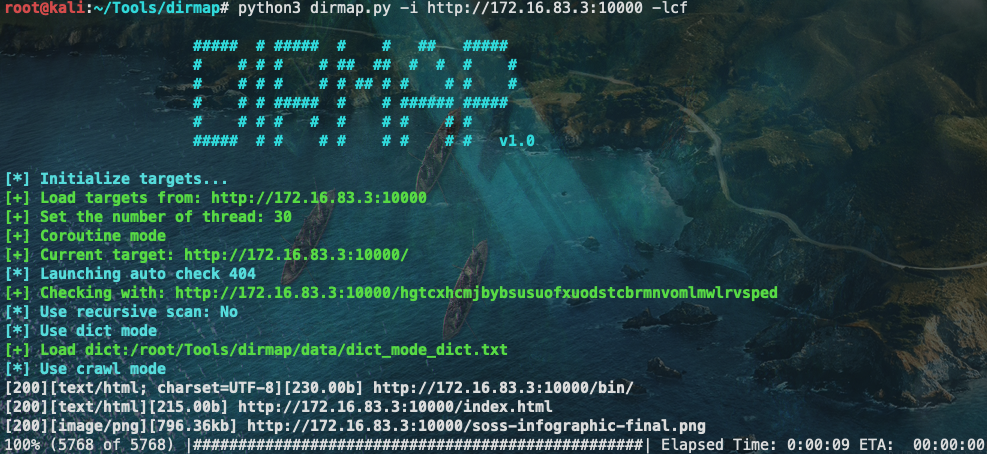 root@kali:~/Tools/dirmap# python3 dirmap.py -i http://172.16.83.3:10000 -lcf
##### # ##### # # ## #####
# # # # # ## ## # # # #
# # # # # # ## # # # # #
# # # ##### # # ###### #####
# # # # # # # # # #
##### # # # # # # # # v1.0
[*] Initialize targets...
[+] Load targets from: http://172.16.83.3:10000
[+] Set the number of thread: 30
[+] Coroutine mode
[+] Current target: http://172.16.83.3:10000/
[*] Launching auto check 404
[+] Checking with: http://172.16.83.3:10000/hgtcxhcmjbybsusuofxuodstcbrmnvomlmwlrvsped
[*] Use recursive scan: No
[*] Use dict mode
[+] Load dict:/root/Tools/dirmap/data/dict_mode_dict.txt
[*] Use crawl mode
[200][text/html; charset=UTF-8][230.00b] http://172.16.83.3:10000/bin/
[200][text/html][215.00b] http://172.16.83.3:10000/index.html
[200][image/png][796.36kb] http://172.16.83.3:10000/soss-infographic-final.png
100% (5768 of 5768) |##################################################| Elapsed Time: 0:00:09 ETA:  00:00:00